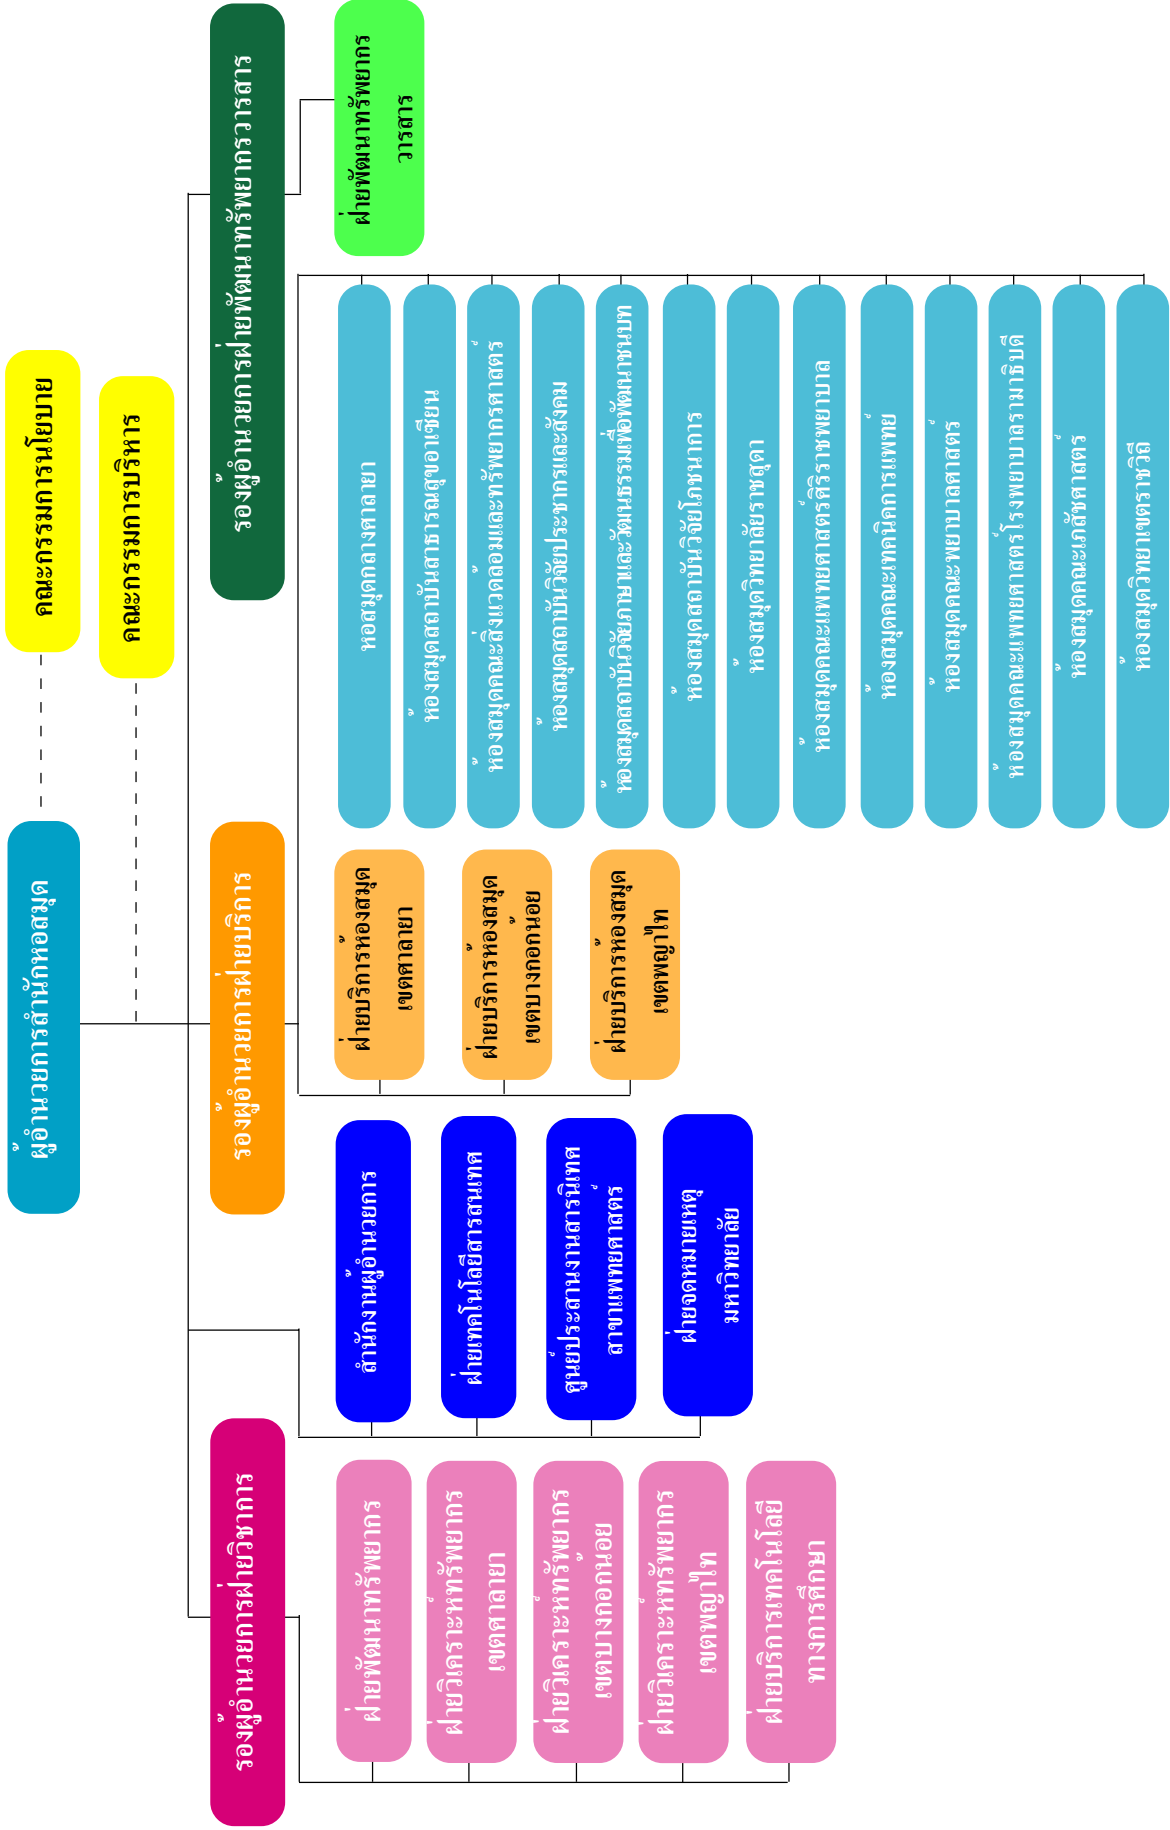 คณะกรรมการนโยบาย
คณะกรรมการบริหาร
ผู้อำนวยการสำนักหอสมุด
รองผู้อำนวยการฝ่ายวิชาการ
รองผู้อำนวยการฝ่ายบริการ
รองผู้อำนวยการฝ่ายพัฒนาทรัพยากรวารสาร
ฝ่ายพัฒนาทรัพยากร
ฝ่ายวิเคราะห์ทรัพยากร
เขตศาลายา
ฝ่ายวิเคราะห์ทรัพยากร
เขตบางกอกน้อย
ฝ่ายวิเคราะห์ทรัพยากร
เขตพญาไท
ฝ่ายบริการเทคโนโลยี
ทางการศึกษา
สำนักงานผู้อำนวยการ
ฝ่ายเทคโนโลยีสารสนเทศ
ศูนย์ประสานงานสารนิเทศ
สาขาแพทยศาสตร์
ฝ่ายจดหมายเหตุ
มหาวิทยาลัย
ฝ่ายบริการห้องสมุด
เขตศาลายา
ฝ่ายบริการห้องสมุด
เขตบางกอกน้อย
ฝ่ายบริการห้องสมุด
เขตพญาไท
หอสมุดกลางศาลายา
ห้องสมุดสถาบันสาธารณสุขอาเซียน
ห้องสมุดคณะสิ่งแวดล้อมและทรัพยากรศาสตร์
ห้องสมุดสถาบันวิจัยประชากรและสังคม
ห้องสมุดสถาบันวิจัยภาษาและวัฒนธรรมเพื่อพัฒนาชนบท
ห้องสมุดสถาบันวิจัยโภชนาการ
ห้องสมุดวิทยาลัยราชสุดา
ห้องสมุดคณะแพทยศาสตร์ศิริราชพยาบาล
ห้องสมุดคณะเทคนิคการแพทย์
ห้องสมุดคณะพยาบาลศาสตร์
ห้องสมุดคณะแพทยศาสตร์โรงพยาบาลรามาธิบดี
ห้องสมุดคณะเภสัชศาสตร์
ห้องสมุดวิทยาเขตราชวิถี
ฝ่ายพัฒนาทรัพยากร
วารสาร